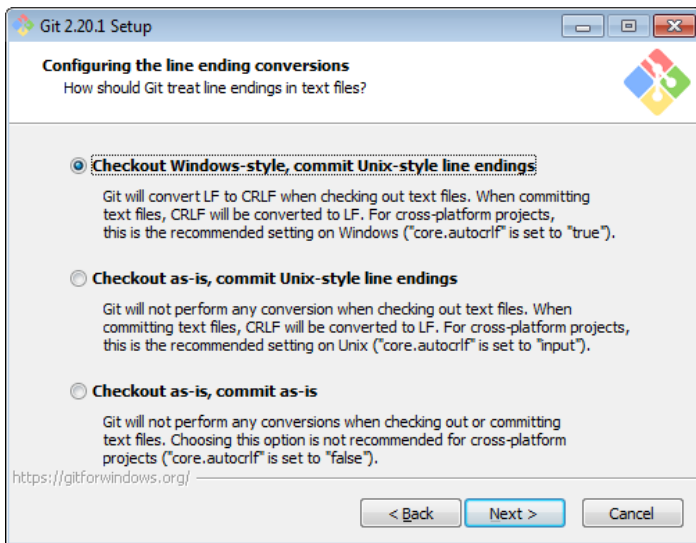 Git 2.20.1 Setup
Configuring the line ending conversions
How should Git treat line endings in text files?
Checkout Windows-style, commit Unix-style line endings
Git will convert LF to CRLF when checking out text files. When committing
text files, CRLF will be converted to LF. For cross-platform projects,
this is the recommended setting on Windows ("core.autocrlf" is set to "true").
Checkout as-is, commit Unix-style line endings
Git will not perform any conversion when checking out text files. When
committing text files, CRLF will be converted to LF. For cross-platform projects,
this is the recommended setting on Unix ("core.autocrlf" is set to "input").
Checkout as-is, commit as-is
Git will not perform any conversions when checking out or committing
text files. Choosing this option is not recommended for cross-platform
projects ("core.autocrlf" is set to "false").
https://gitforwindows.org/
< Back Next > Cancel